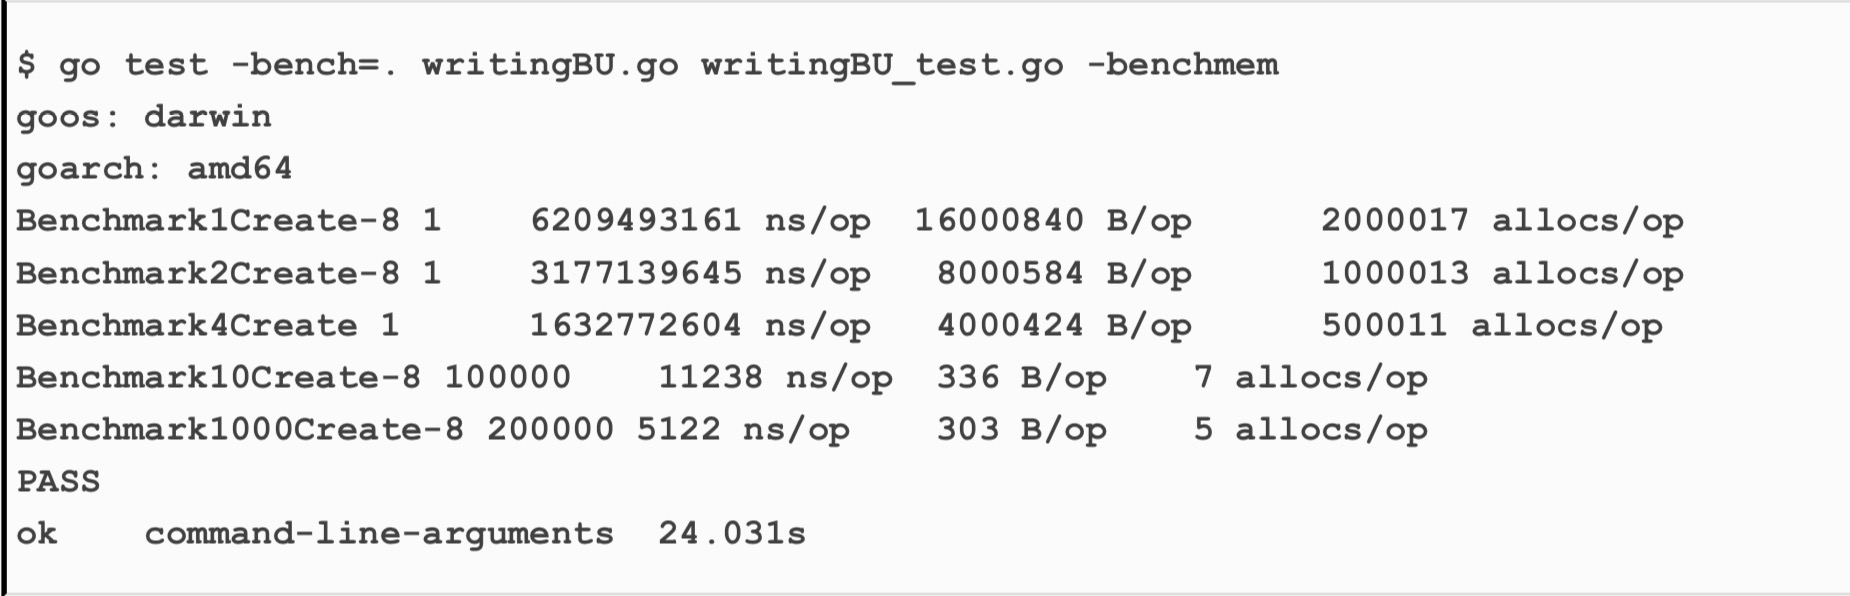 $ go test -bench=. writingBU.go writingBU_test.go -benchmem
goos: darwin
goarch: amd64
Benchmark1Create-8 1    6209493161 ns/op  16000840 B/op      2000017 allocs/op
Benchmark2Create-8 1    3177139645 ns/op   8000584 B/op      1000013 allocs/op
Benchmark4Create 1      1632772604 ns/op   4000424 B/op      500011 allocs/op
Benchmark10Create-8 100000    11238 ns/op  336 B/op    7 allocs/op
Benchmark1000Create-8 200000 5122 ns/op    303 B/op    5 allocs/op
PASS
ok    command-line-arguments  24.031s